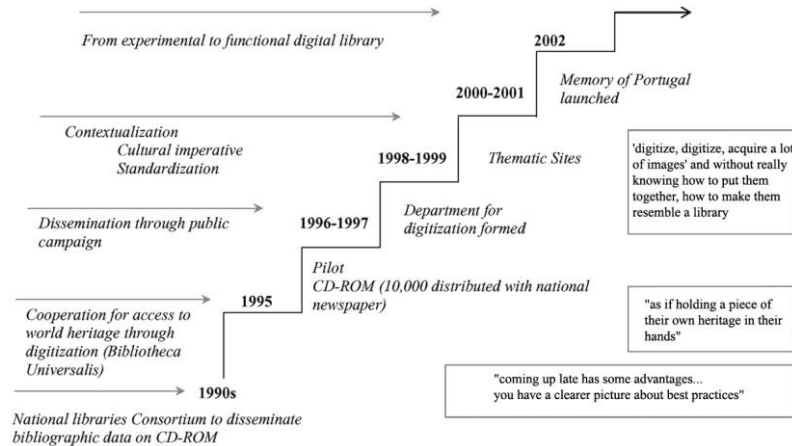 From experimental to functional digital library
2002
Memory of Portugal
launched
2000-2001
Contextualization
Cultural imperative
Standardization
1998-1999
Thematic Sites
'digitize, digitize, acquire a lot
of images' and without really
knowing how to put them
together, how to make them
resemble a library
Dissemination through public
campaign
1996-1997
Department for
digitization formed
Pilot
CD-ROM (10,000 distributed with national
newspaper)
1995
Cooperation for access to
world heritage through
digitization (Bibliotheca
Universalis)
"as if holding a piece of
their own heritage in their
hands"
1990s
"coming up late has some advantages...
you have a clearer picture about best practices"
National libraries Consortium to disseminate
bibliographic data on CD-ROM